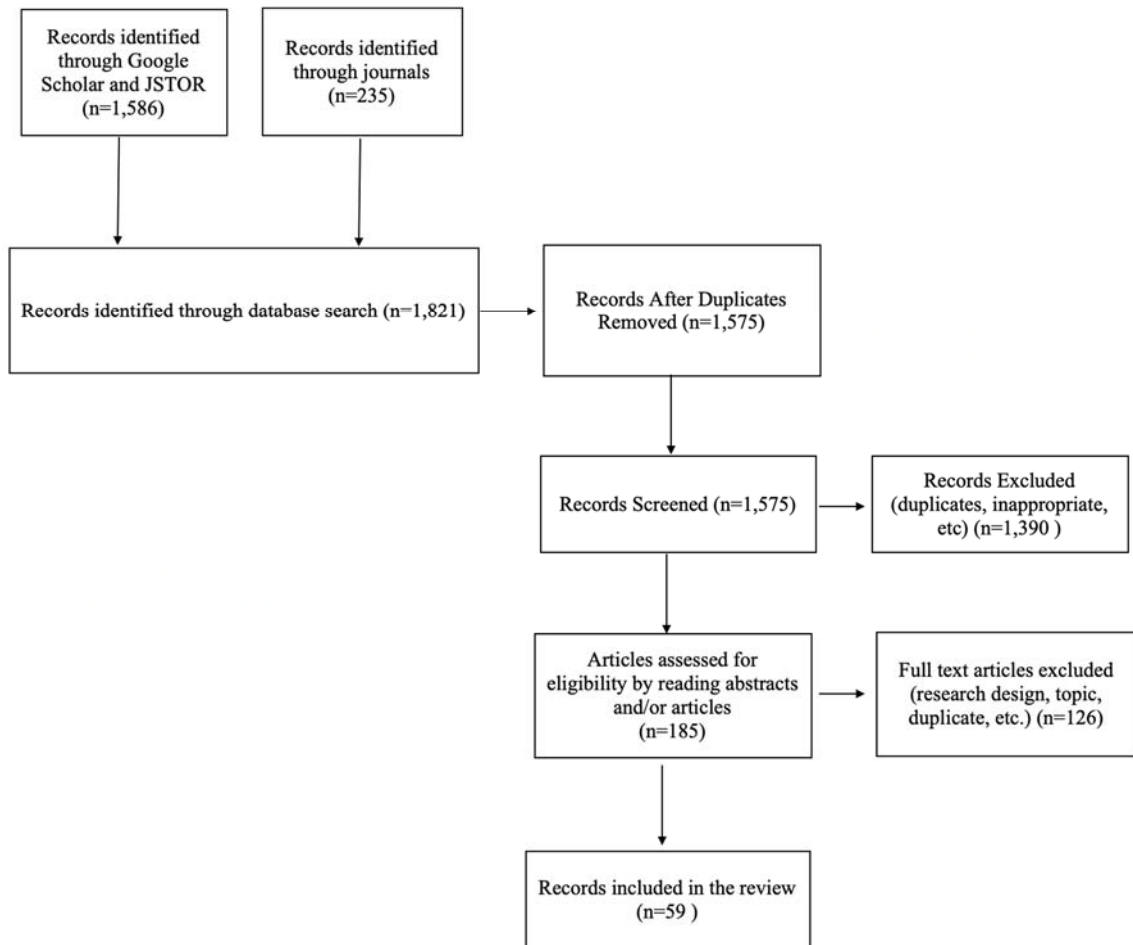 Records identified
through Google
Scholar and JSTOR
(n=1,586)
Records identified
through journals
(n=235)
Records identified through database search (n=1,821)
Records After Duplicates
Removed (n=1,575)
Records Screened (n=1,575)
Records Excluded
(duplicates, inappropriate,
etc) (n=1,390 )
Articles assessed for
eligibility by reading abstracts
and/or articles
(n=185)
Full text articles excluded
(research design, topic,
duplicate, etc.) (n=126)
Records included in the review
(n=59 )